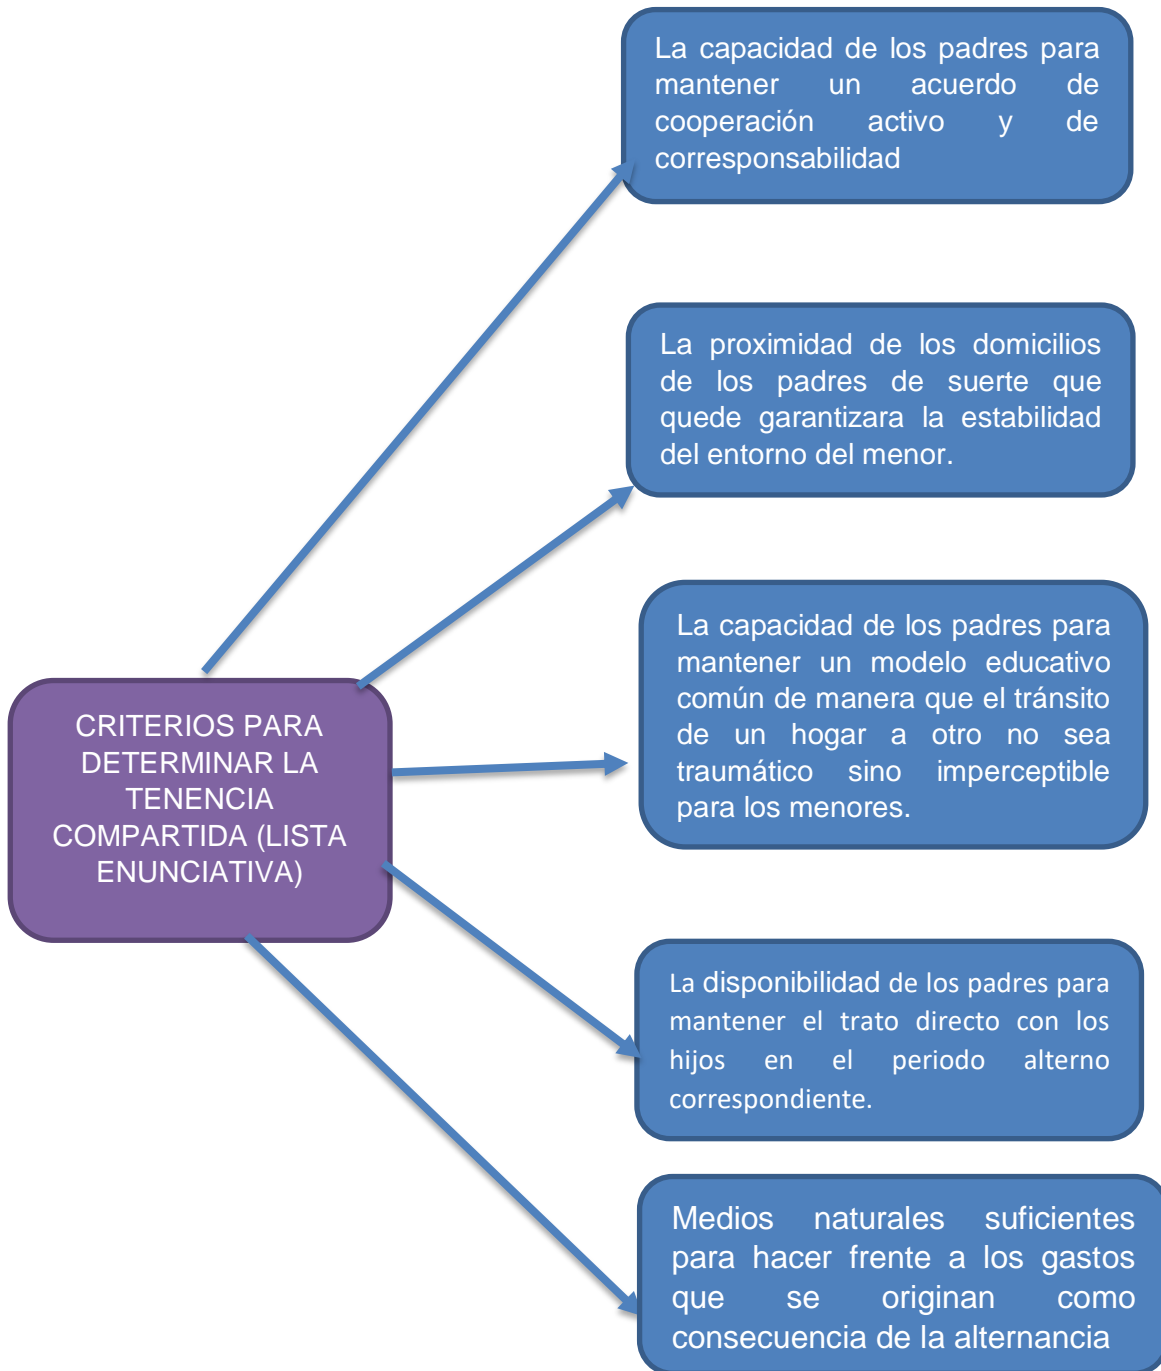 La capacidad de los padres para
mantener un acuerdo de
cooperación activo y de
corresponsabilidad
La proximidad de los domicilios
de los padres de suerte que
quede garantizara la estabilidad
del entorno del menor.
La capacidad de los padres para
mantener un modelo educativo
común de manera que el tránsito
de un hogar a otro no sea
traumático sino imperceptible
para los menores.
CRITERIOS PARA
DETERMINAR LA
TENENCIA
COMPARTIDA (LISTA
ENUNCIATIVA)
La disponibilidad de los padres para
mantener el trato directo con los
hijos en el periodo alterno
correspondiente.
Medios naturales suficientes
para hacer frente a los gastos
que se originan como
consecuencia de la alternancia